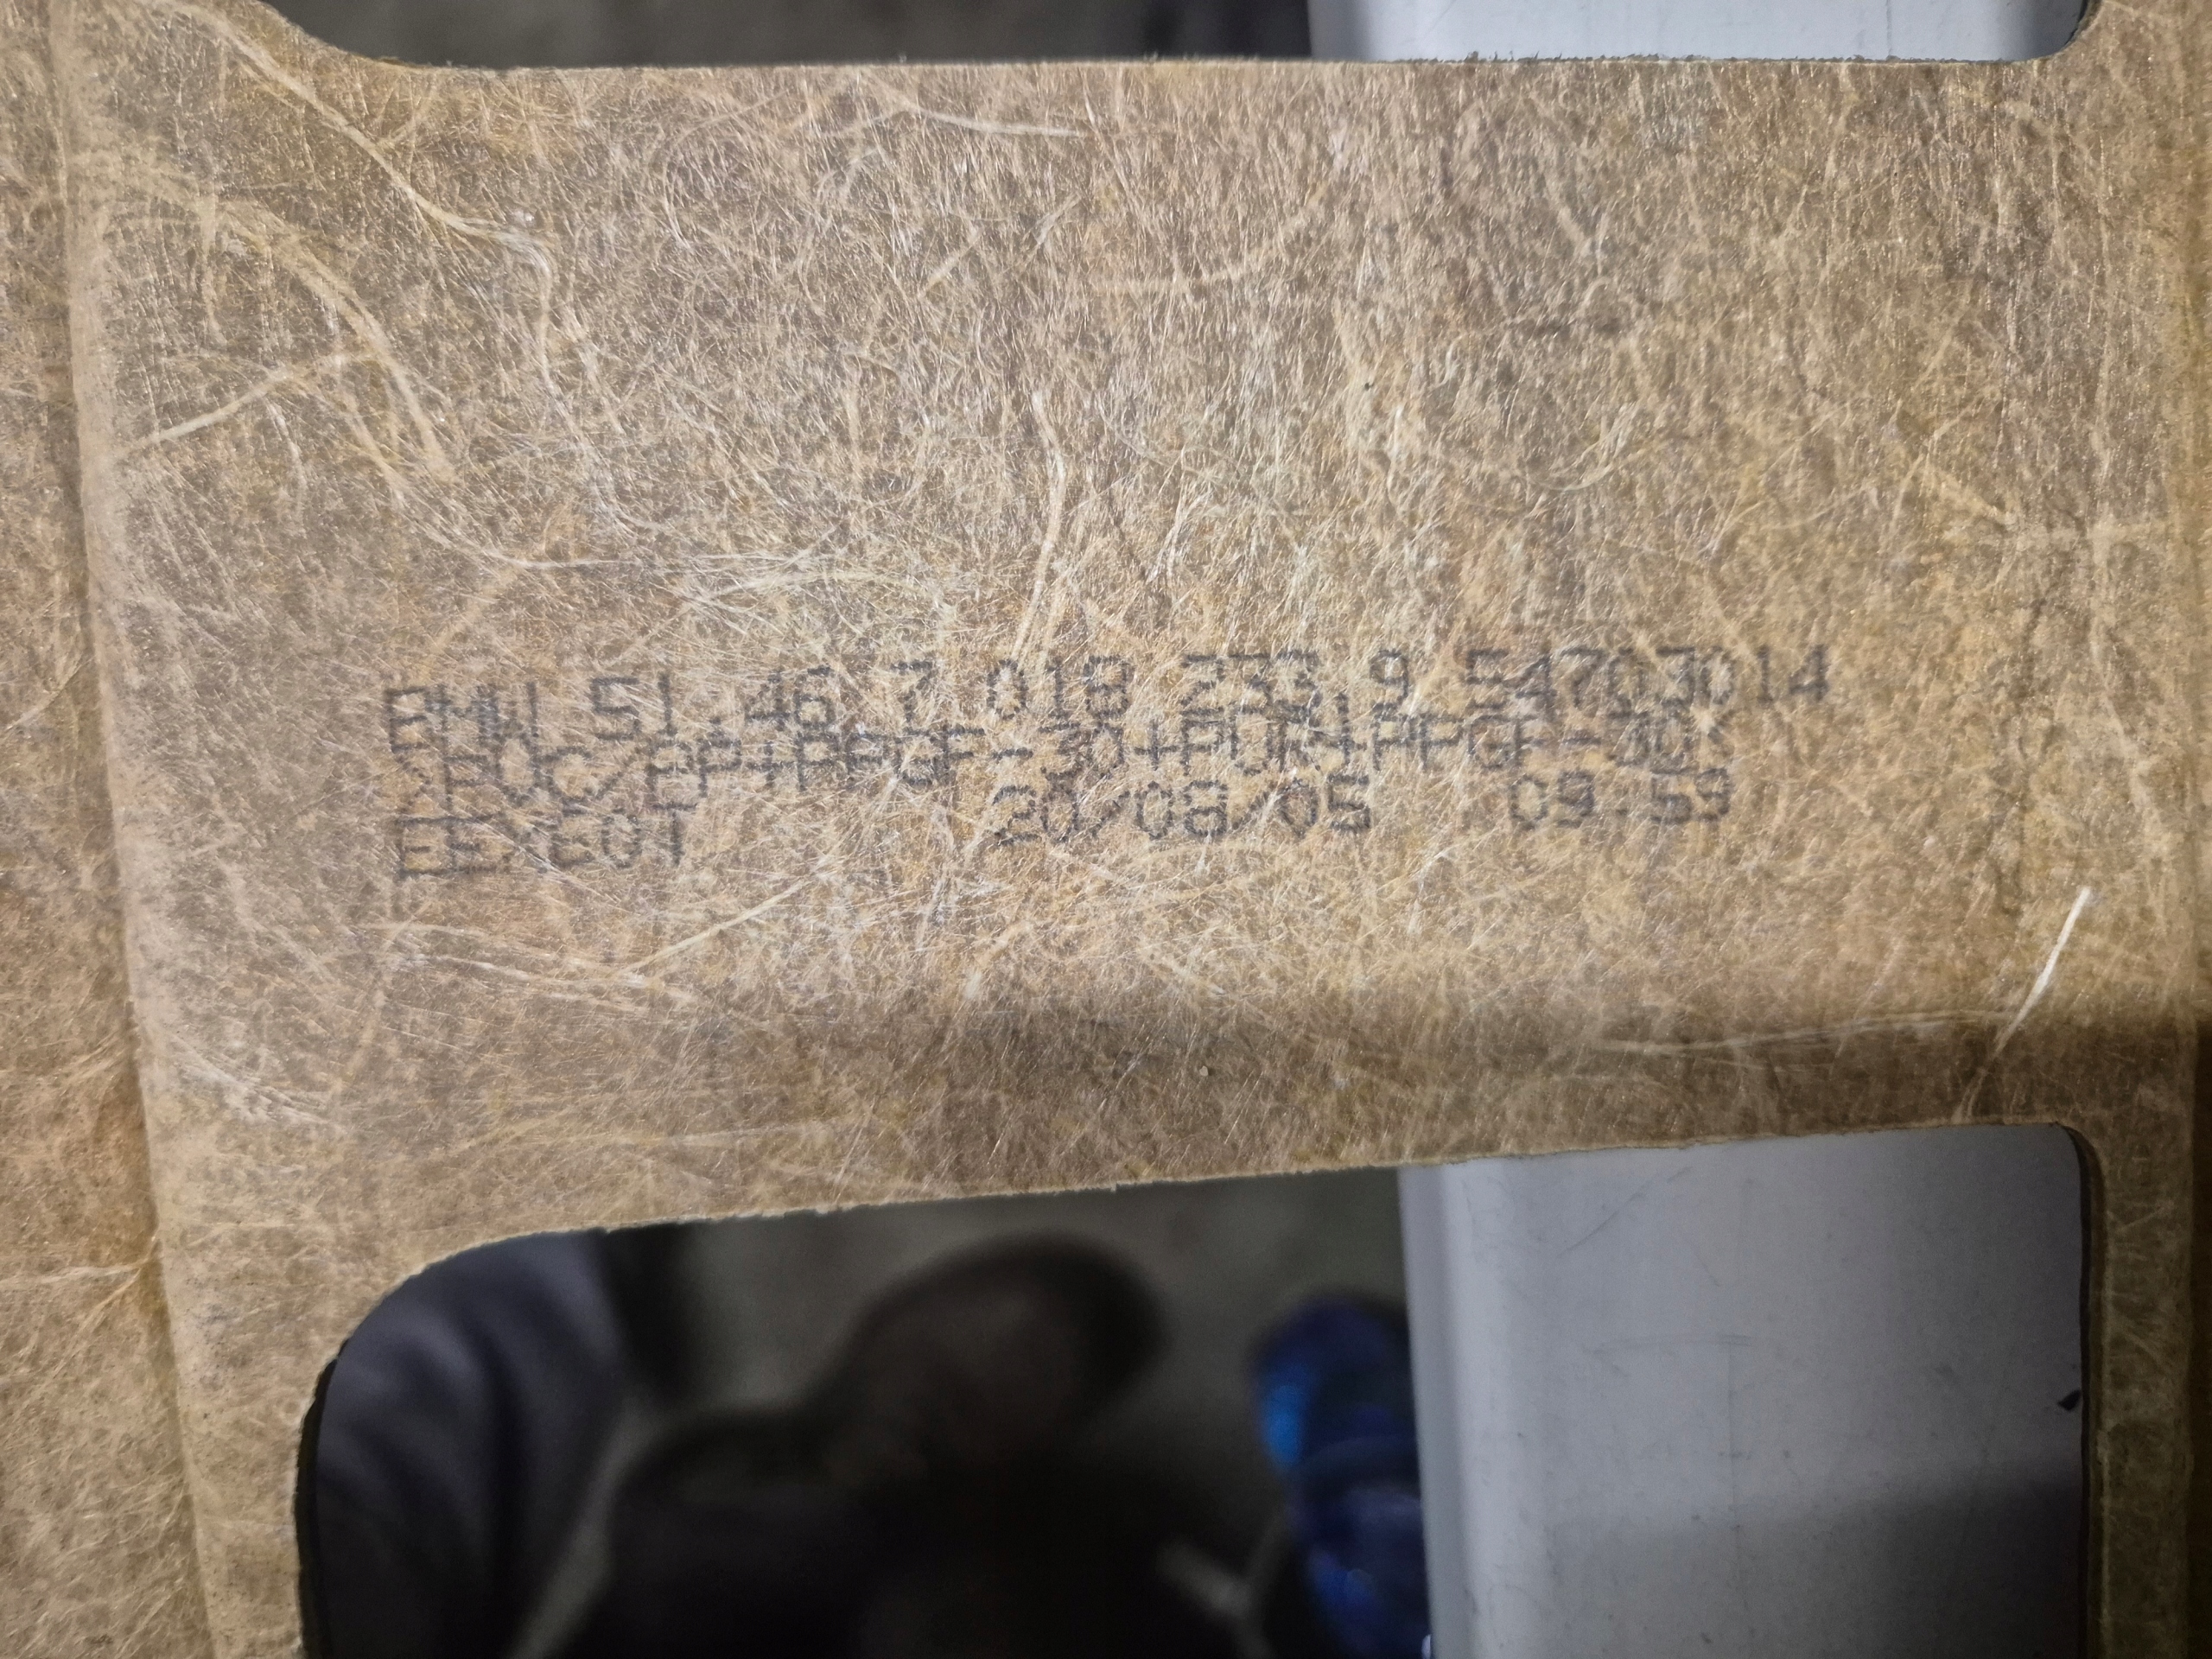 BMW 51.46 7 018 233.9 54703014
>PVC/PP+PPGF-30+PUR+PPGF-30<
20/08/05 09.59